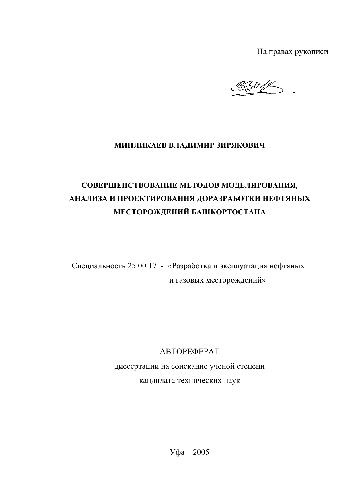 На правах рукописи
МИНЛИКАЕВ ВЛАДИМИР ЗИРЯКОВИЧ
СОВЕРШЕНСТВОВАНИЕ МЕТОДОВ МОДЕЛИРОВАНИЯ,
АНАЛИЗА И ПРОЕКТИРОВАНИЯ ДОРАЗРАБОТКИ НЕФТЯНЫХ
МЕСТОРОЖДЕНИЙ БАШКОРТОСТАНА
Специальность 25.00.17 - «Разработка и эксплуатация нефтяных
и газовых месторождений»
АВТОРЕФЕРАТ
диссертации на соискание ученой степени
кандидата технических наук
Уфа 2005